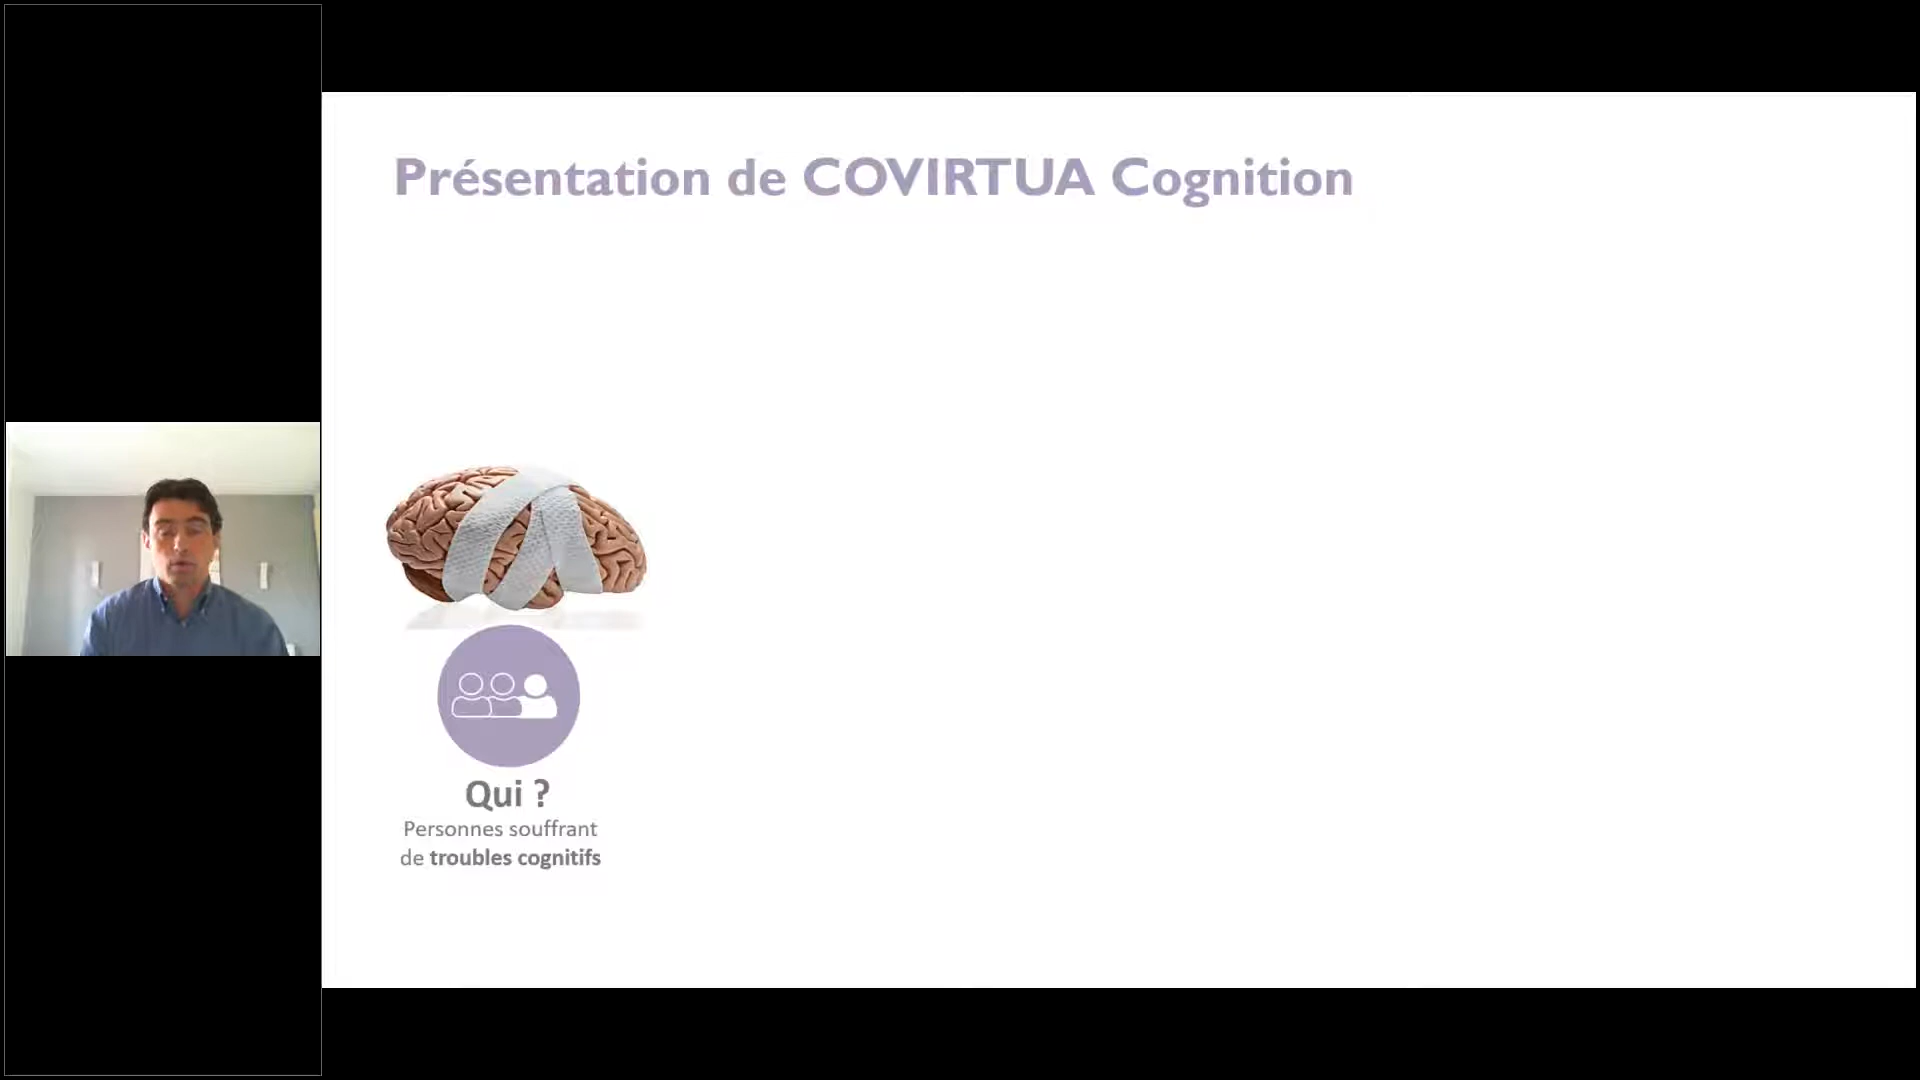 Présentation de COVIRTUA Cognition
Qui ?
Personnes souffrant
de troubles cognitifs